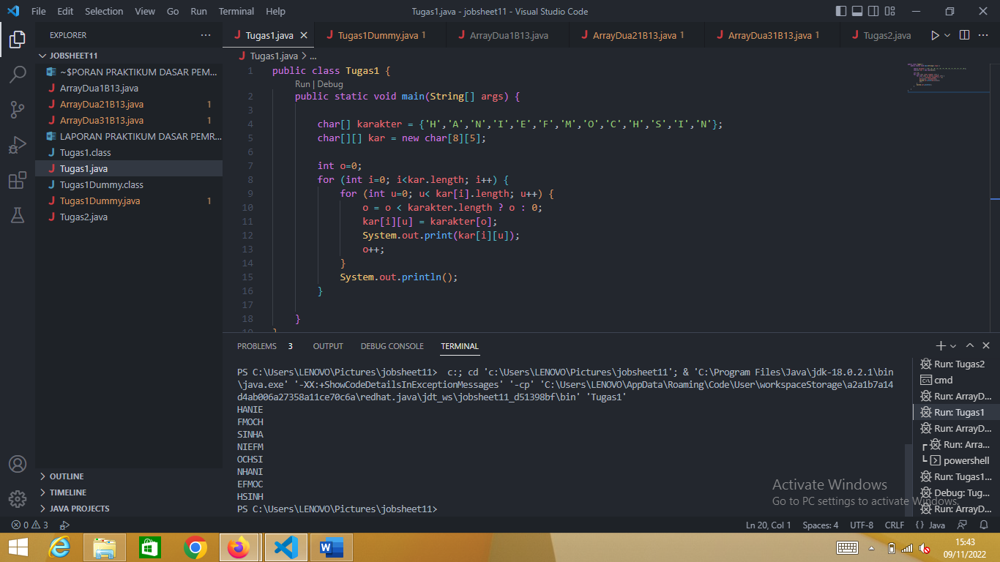 File Edit Selection View Go Run Terminal Help
Tugas1.java - jobsheet11 - Visual Studio Code
EXPLORER
JOBSHEET11
~$PORAN PRAKTIKUM DASAR PEM...
ArrayDua1B13.java
ArrayDua21B13.java 1
ArrayDua31B13.java 1
LAPORAN PRAKTIKUM DASAR PEMR...
Tugas1.class
Tugas1.java
Tugas1Dummy.class
Tugas1Dummy.java 1
Tugas2.java
OUTLINE
TIMELINE
JAVA PROJECTS
Tugas1.java Tugas1Dummy.java 1 ArrayDua1B13.java ArrayDua21B13.java 1 ArrayDua31B13.java 1 Tugas2.java
Tugas1.java > ...
1 public class Tugas1 {
Run | Debug
2 public static void main(String[] args) {
3
4 char[] karakter = {'H','A','N','I','E','F','M','O','C','H','S','I','N'};
5 char[][] kar = new char[8][5];
6
7 int o=0;
8 for (int i=0; i<kar.length; i++) {
9 for (int u=0; u< kar[i].length; u++) {
10 o = o < karakter.length ? o : 0;
11 kar[i][u] = karakter[o];
12 System.out.print(kar[i][u]);
13 o++;
14 }
15 System.out.println();
16 }
17
18 }
19 }
PROBLEMS 3 OUTPUT DEBUG CONSOLE TERMINAL
PS C:\Users\LENOVO\Pictures\jobsheet11> c:; cd 'c:\Users\LENOVO\Pictures\jobsheet11'; & 'C:\Program Files\Java\jdk-18.0.2.1\bin
\java.exe' '-XX:+ShowCodeDetailsInExceptionMessages' '-cp' 'C:\Users\LENOVO\AppData\Roaming\Code\User\workspaceStorage\a2a1b7a14
d4ab006a27358a11ce70c6a\redhat.java\jdt_ws\jobsheet11_d51398bf\bin' 'Tugas1'
HANIE
FMOCH
SINHA
NIEFM
OCHSI
NHANI
EFMOC
HSINH
PS C:\Users\LENOVO\Pictures\jobsheet11>
Run: Tugas2
cmd
Run: ArrayD...
Run: Tugas1
Run: ArrayD...
Run: Arra...
powershell
Run: Tugas1...
Debug: Tug...
Run: ArrayD...
Activate Windows
Go to PC settings to activate Windows.
0 3
Ln 20, Col 1 Spaces: 4 UTF-8 CRLF {} Java
15:43
09/11/2022